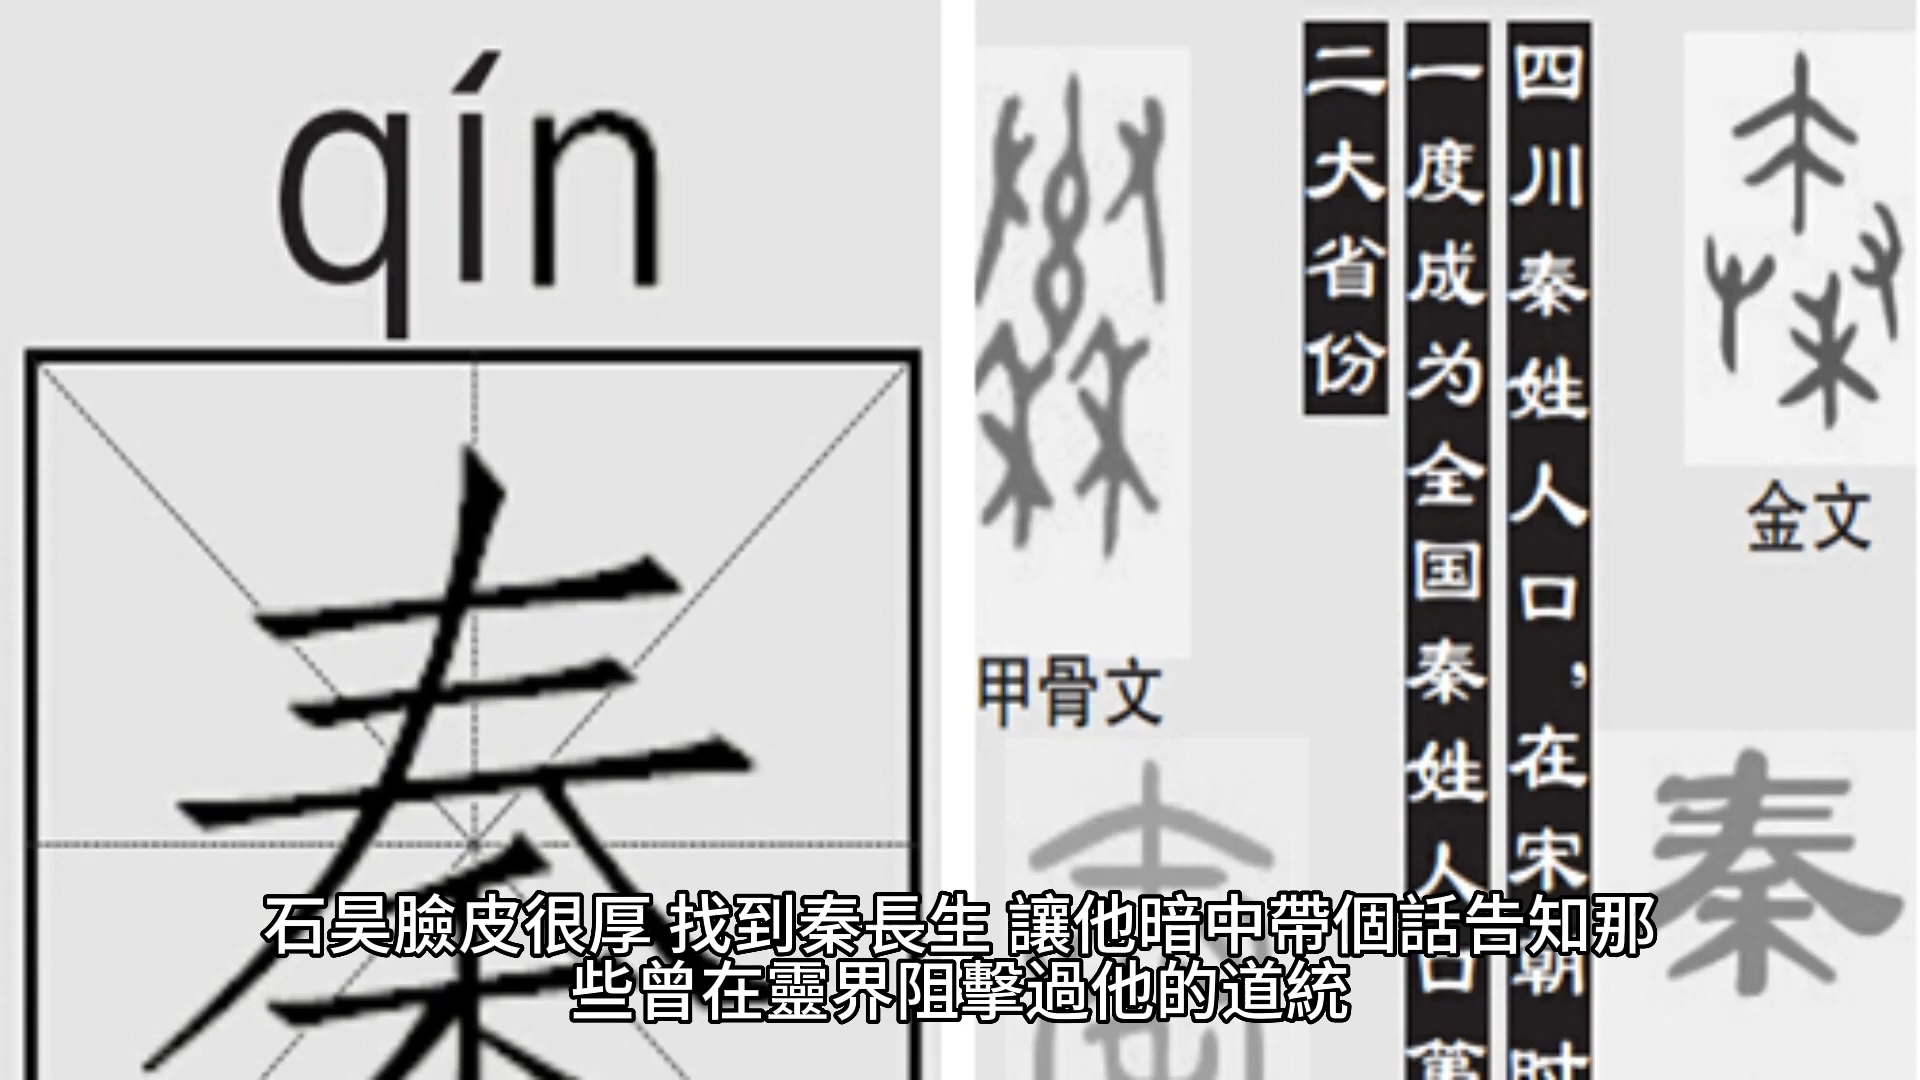 qín
秦
甲骨文
四川秦姓人口，在宋朝时
一度成为全国秦姓人口第
二大省份
金文
秦
石昊臉皮很厚 找到秦長生 讓他暗中帶個話告知那
些曾在靈界阻擊過他的道統